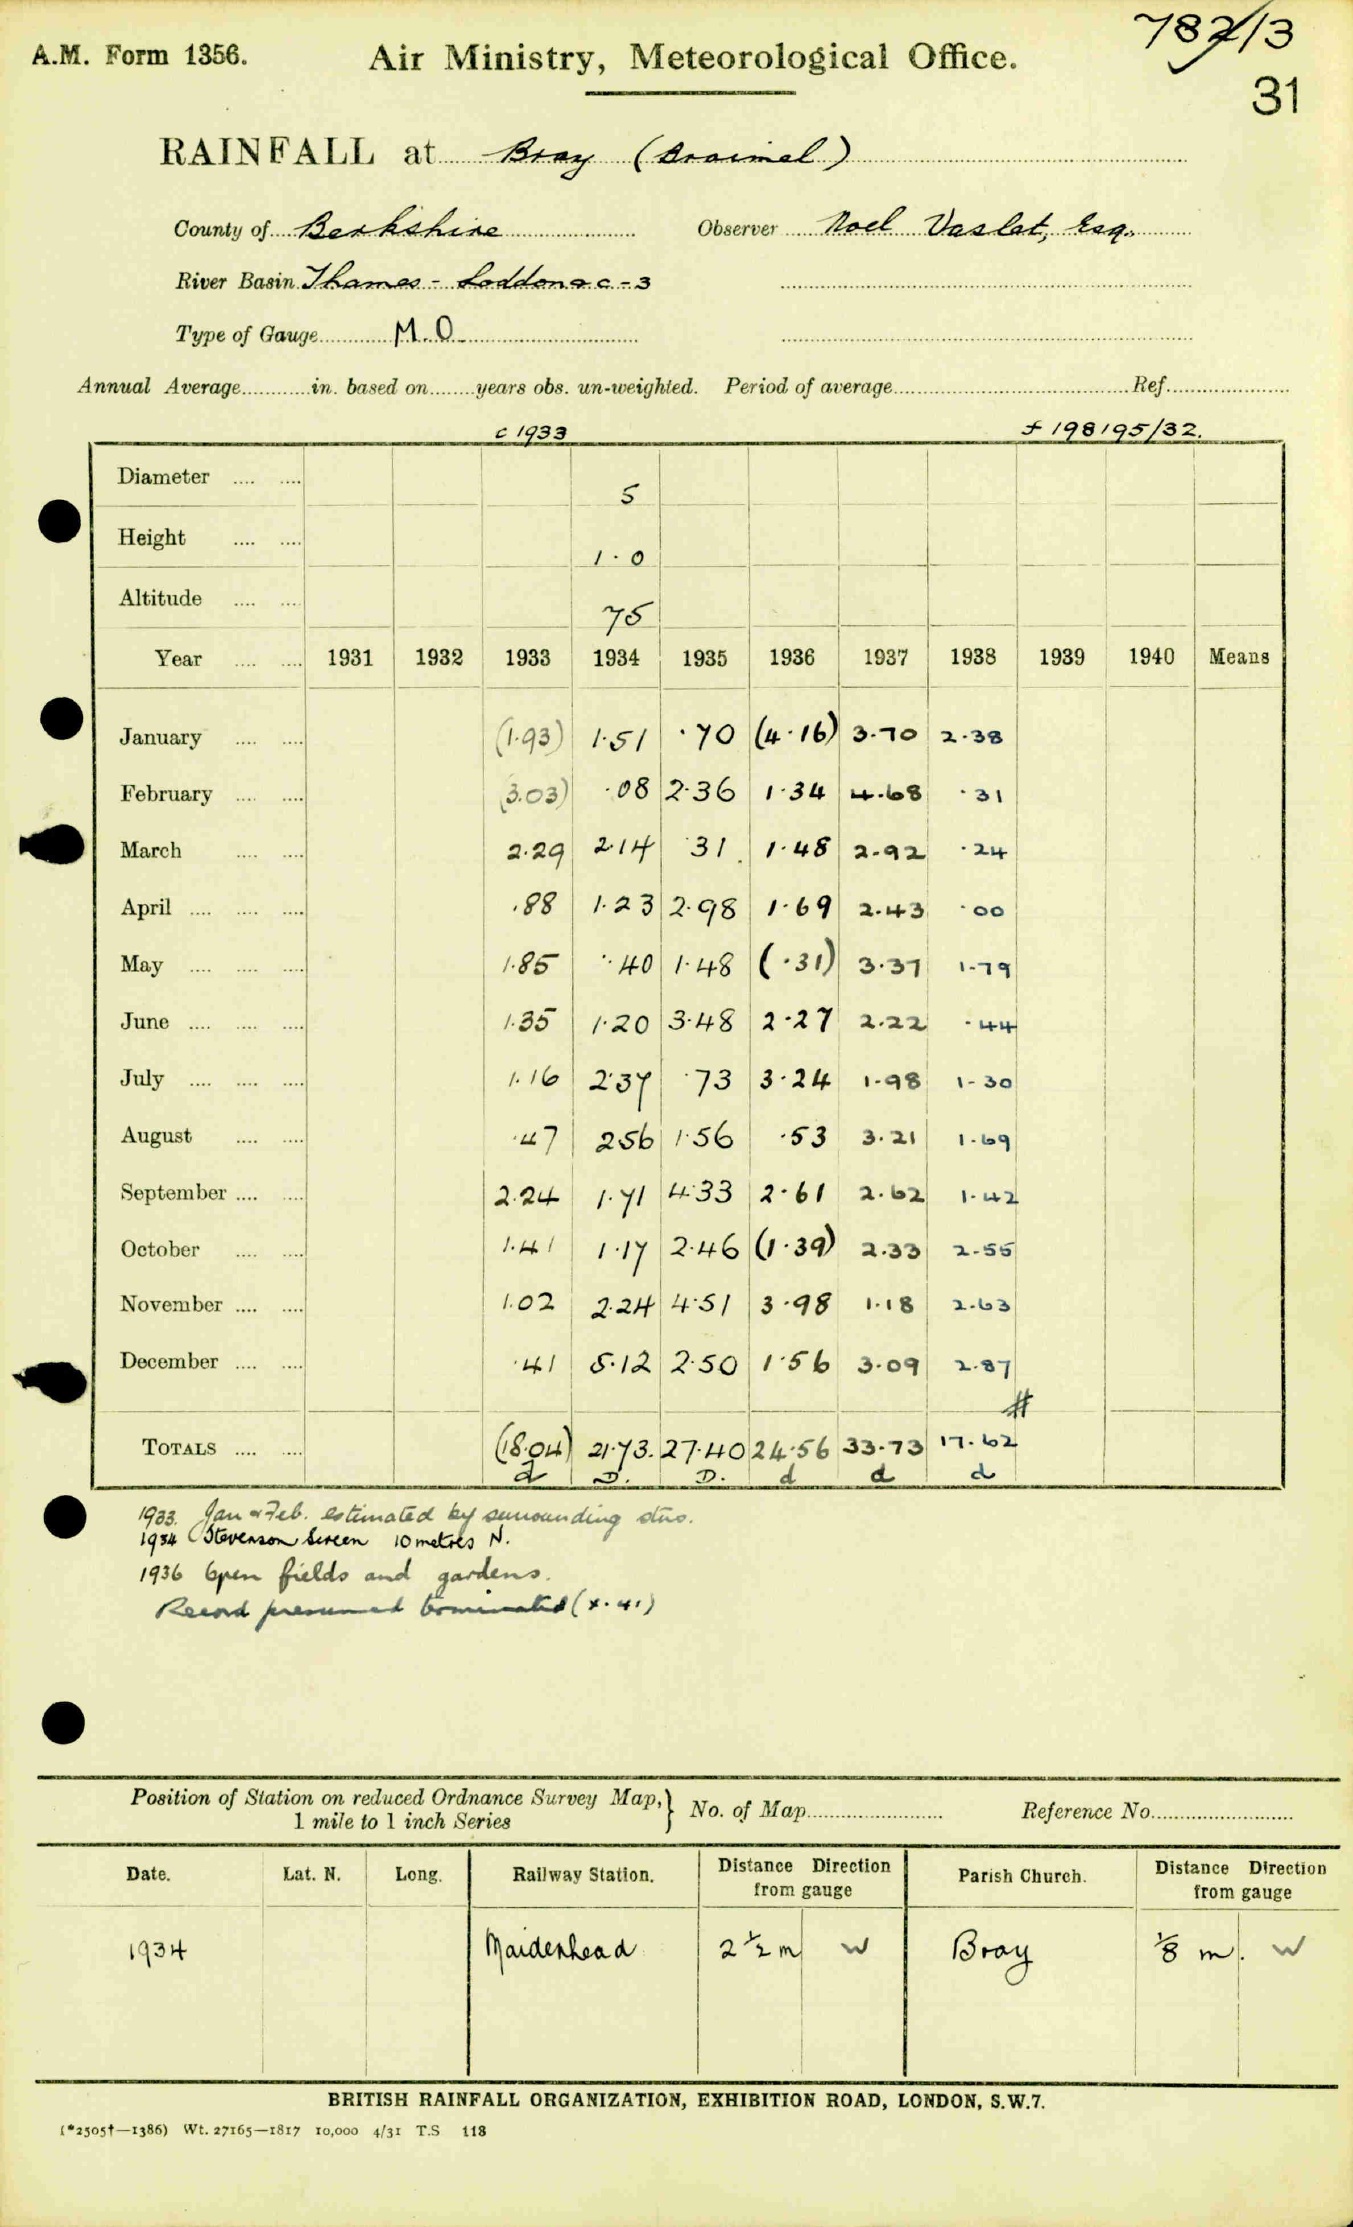 A.M. Form 1356.
Air Ministry, Meteorological Office.
31
RAINFALL at Bray (Braimel)
County of Berkshire Observer Noel Vaslet, Esq.
River Basin Thames - Loddon &c - 3
Type of Gauge M.O.
Annual Average in. based on years obs. un-weighted. Period of average Ref.
c 1933 f 198195/32.
Diameter 5
Height 1·0
Altitude 75
Year 1931 1932 1933 1934 1935 1936 1937 1938 1939 1940 Means
January (1·93) 1·51 ·70 (4·16) 3·70 2·38
February (3·03) ·08 2·36 1·34 4·68 ·31
March 2·29 2·14 ·31 1·48 2·92 ·24
April ·88 1·23 2·98 1·69 2·43 ·00
May 1·85 ·40 1·48 (·31) 3·37 1·79
June 1·35 1·20 3·48 2·27 2·22 ·44
July 1·16 2·37 ·73 3·24 1·98 1·30
August ·47 2·56 1·56 ·53 3·21 1·69
September 2·24 1·71 4·33 2·61 2·62 1·42
October 1·41 1·17 2·46 (1·39) 2·33 2·55
November 1·02 2·24 4·51 3·98 1·18 2·63
December ·41 5·12 2·50 1·56 3·09 2·87
#
TOTALS (18·04) 21·73. 27·40 24·56 33·73 17·62
d D. D. d d d
1933. Jan & Feb. estimated by surrounding stns.
1934 Stevenson Screen 10 metres N.
1936 Open fields and gardens.
Record presumed terminated (x·41)
Position of Station on reduced Ordnance Survey Map, 1 mile to 1 inch Series } No. of Map Reference No.
Date. Lat. N. Long. Railway Station. Distance Direction from gauge Parish Church. Distance Direction from gauge
1934 Maidenhead 2½ m W Bray ⅛ m. W
BRITISH RAINFALL ORGANIZATION, EXHIBITION ROAD, LONDON, S.W.7.
(*2505†—1386) Wt. 27165—1817 10,000 4/31 T.S 118